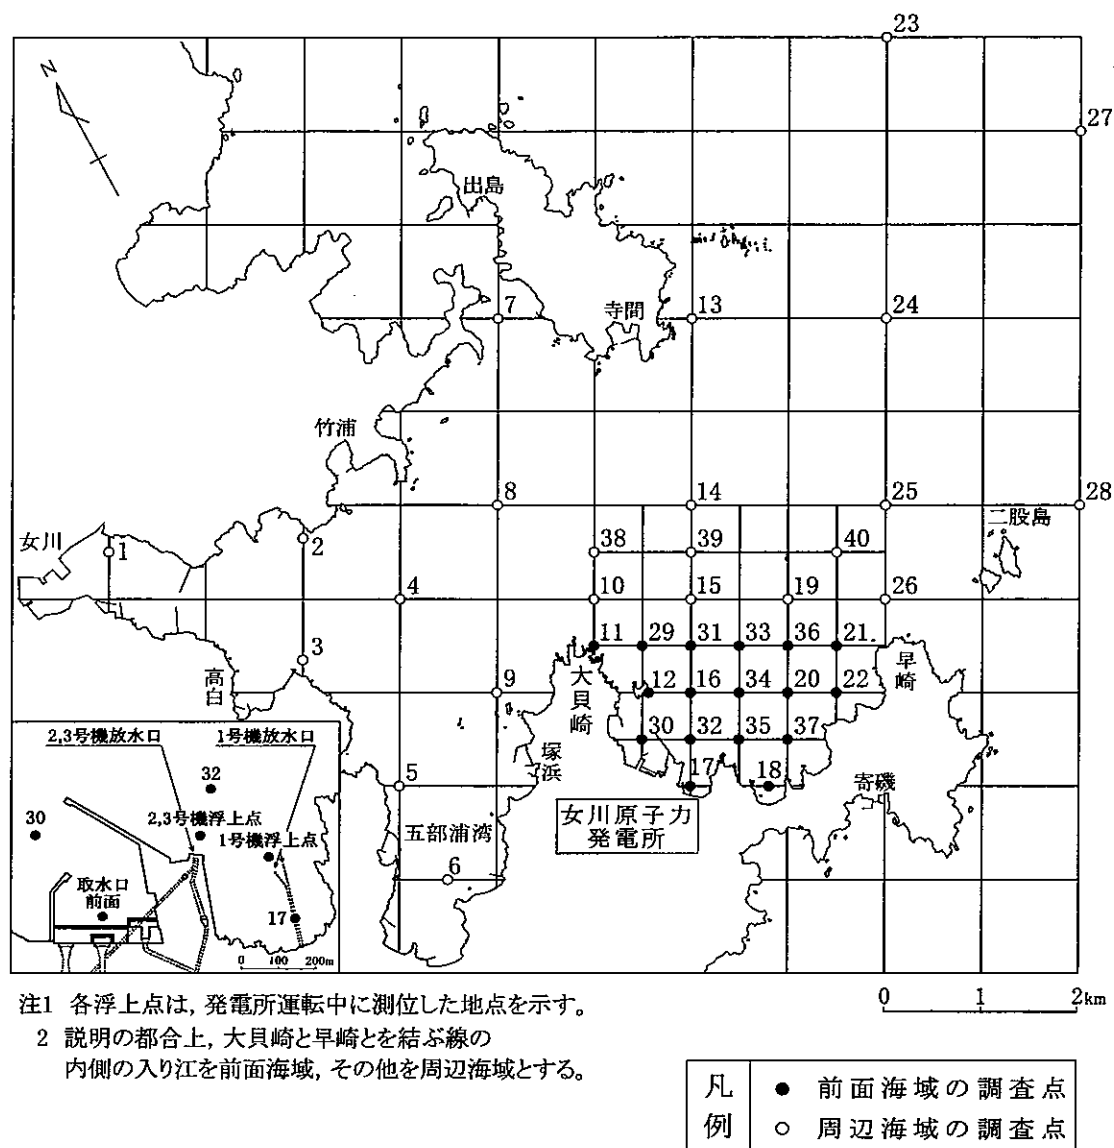 23
27
N
出島
7
寺間
13
24
竹浦
8
14
25
28
二股島
女川
1
2
38
39
40
4
10
15
19
26
11
29
31
33
36
21
早崎
3
高白
9
大貝崎
12
16
34
20
22
塚浜
30
32
35
37
5
17
18
寄磯
女川原子力
発電所
五部浦湾
6
2,3号機放水口
1号機放水口
32
30
2,3号機浮上点
1号機浮上点
取水口
前面
17
0 100 200m
0 1 2km
注1 各浮上点は，発電所運転中に測位した地点を示す。
2 説明の都合上，大貝崎と早崎とを結ぶ線の
内側の入り江を前面海域，その他を周辺海域とする。
凡例
● 前面海域の調査点
○ 周辺海域の調査点